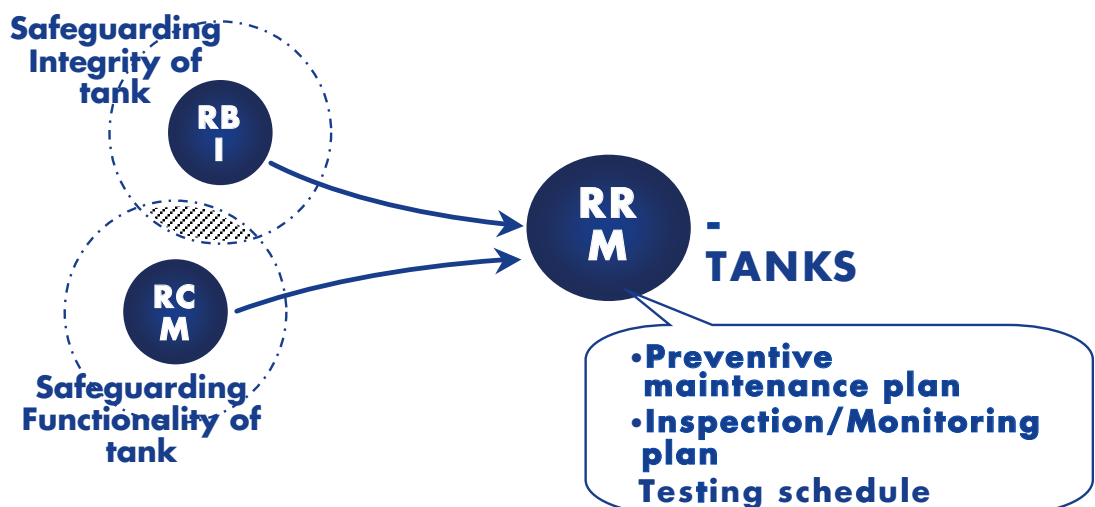 Safeguarding
Integrity of
tank
RB
I
RC
M
Safeguarding
Functionality of
tank
RR
M
-
TANKS
•Preventive
maintenance plan
•Inspection/Monitoring
plan
Testing schedule